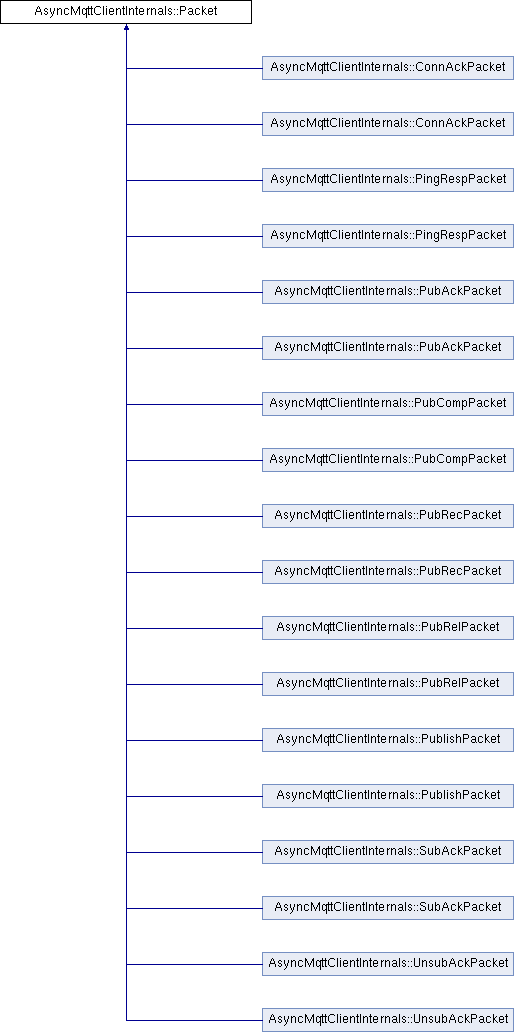 AsyncMqttClientInternals::Packet
AsyncMqttClientInternals::ConnAckPacket
AsyncMqttClientInternals::ConnAckPacket
AsyncMqttClientInternals::PingRespPacket
AsyncMqttClientInternals::PingRespPacket
AsyncMqttClientInternals::PubAckPacket
AsyncMqttClientInternals::PubAckPacket
AsyncMqttClientInternals::PubCompPacket
AsyncMqttClientInternals::PubCompPacket
AsyncMqttClientInternals::PubRecPacket
AsyncMqttClientInternals::PubRecPacket
AsyncMqttClientInternals::PubRelPacket
AsyncMqttClientInternals::PubRelPacket
AsyncMqttClientInternals::PublishPacket
AsyncMqttClientInternals::PublishPacket
AsyncMqttClientInternals::SubAckPacket
AsyncMqttClientInternals::SubAckPacket
AsyncMqttClientInternals::UnsubAckPacket
AsyncMqttClientInternals::UnsubAckPacket